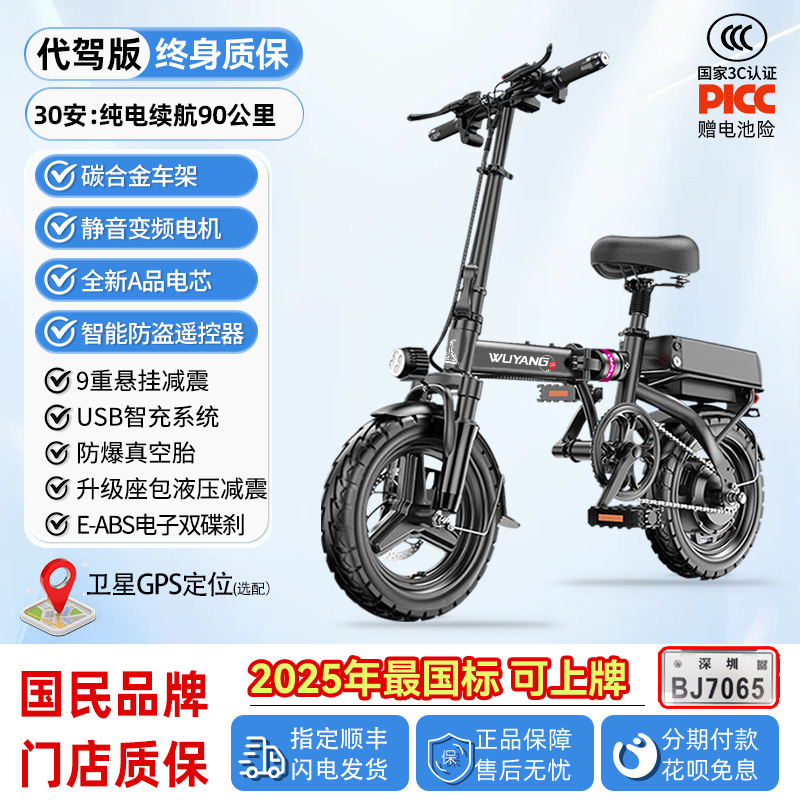 代驾版 终身质保
30安:纯电续航90公里
碳合金车架
静音变频电机
全新A品电芯
智能防盗遥控器
9重悬挂减震
USB智充系统
防爆真空胎
升级座包液压减震
E-ABS电子双碟刹
卫星GPS定位(选配)
CCC
国家3C认证
PICC
赠电池险
WUYANG
国民品牌
门店质保
2025年最国标 可上牌
深圳
BJ7065
指定顺丰
闪电发货
保
正品保障
售后无忧
分期付款
花呗免息